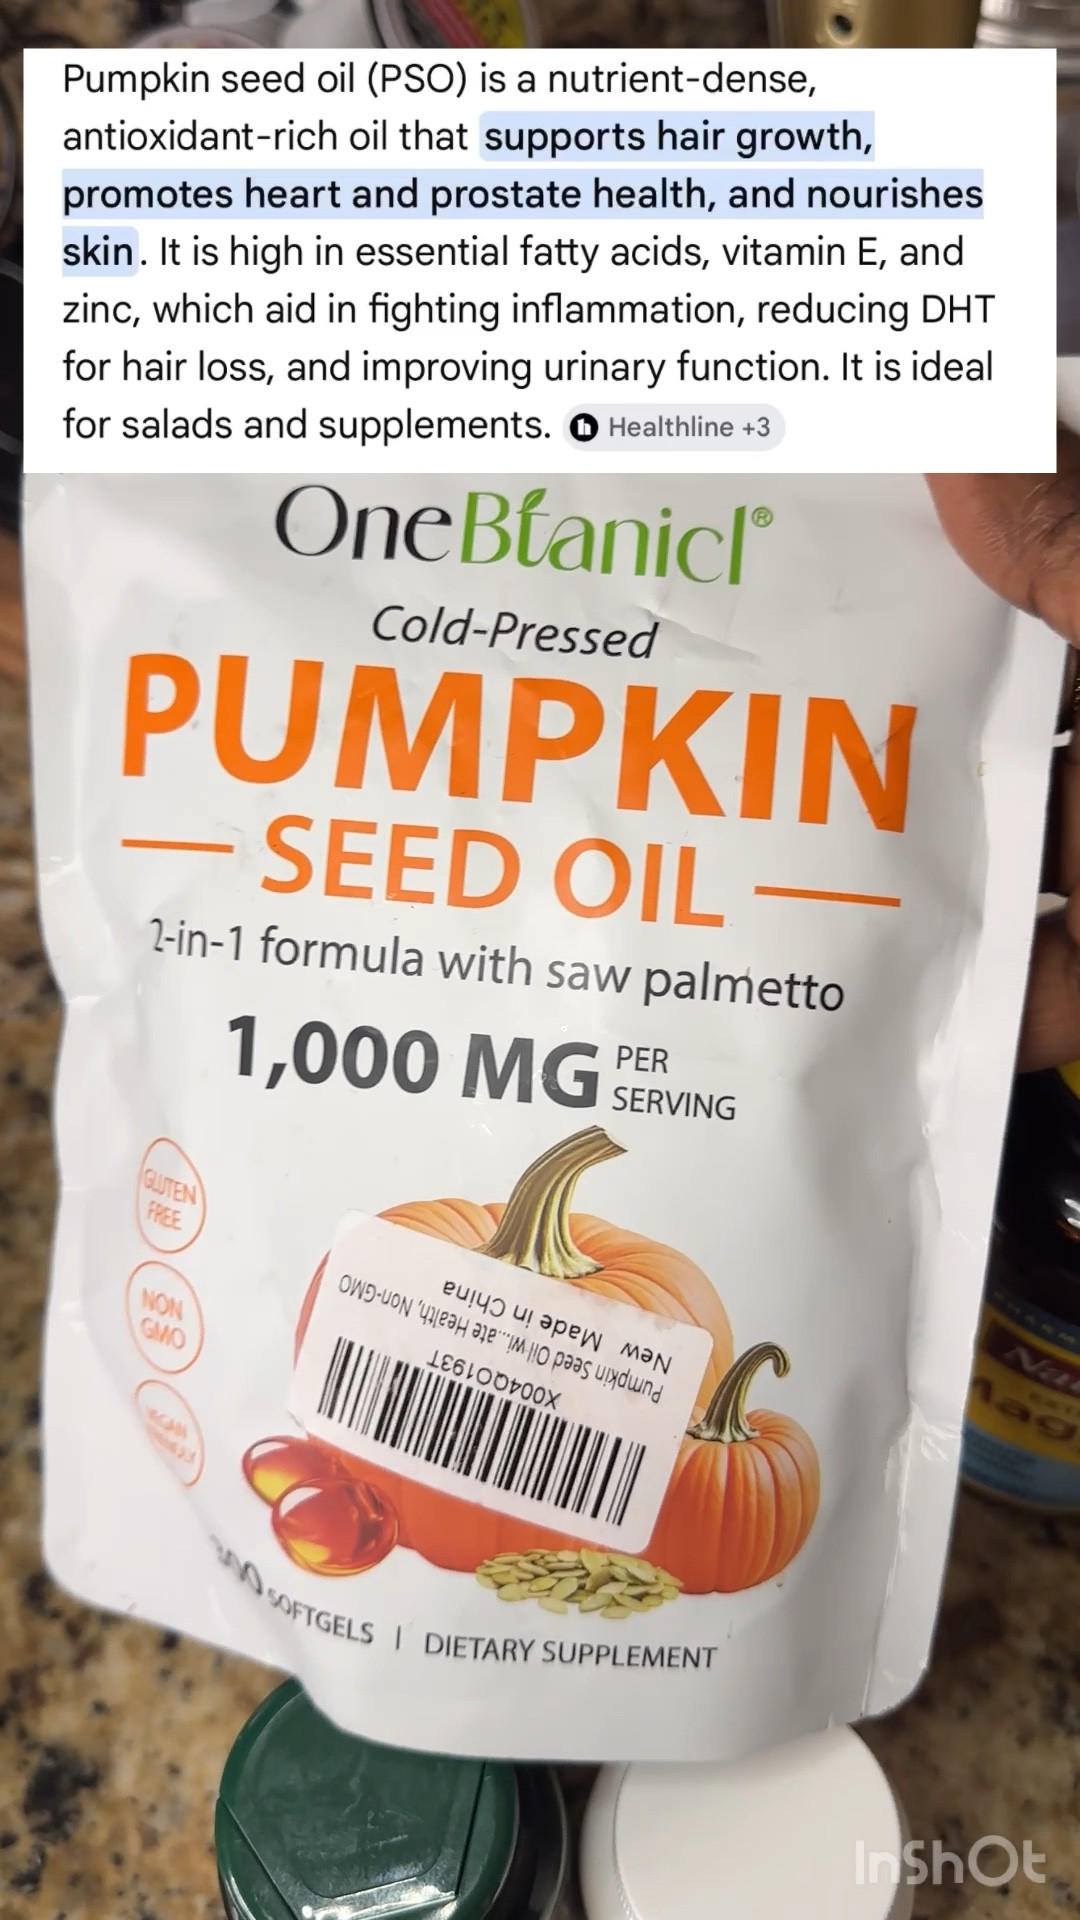 Pumpkin seed oil (PSO) is a nutrient-dense,
antioxidant-rich oil that supports hair growth,
promotes heart and prostate health, and nourishes
skin. It is high in essential fatty acids, vitamin E, and
zinc, which aid in fighting inflammation, reducing DHT
for hair loss, and improving urinary function. It is ideal
for salads and supplements. Healthline +3
OneBtanicl®
Cold-Pressed
PUMPKIN
SEED OIL
2-in-1 formula with saw palmetto
1,000 MG PER
SERVING
GLUTEN
FREE
NON
GMO
VEGAN
X004QO193T
Pumpkin Seed Oil wi...ate Health, Non-GMO
New Made in China
300 SOFTGELS | DIETARY SUPPLEMENT
InShOt